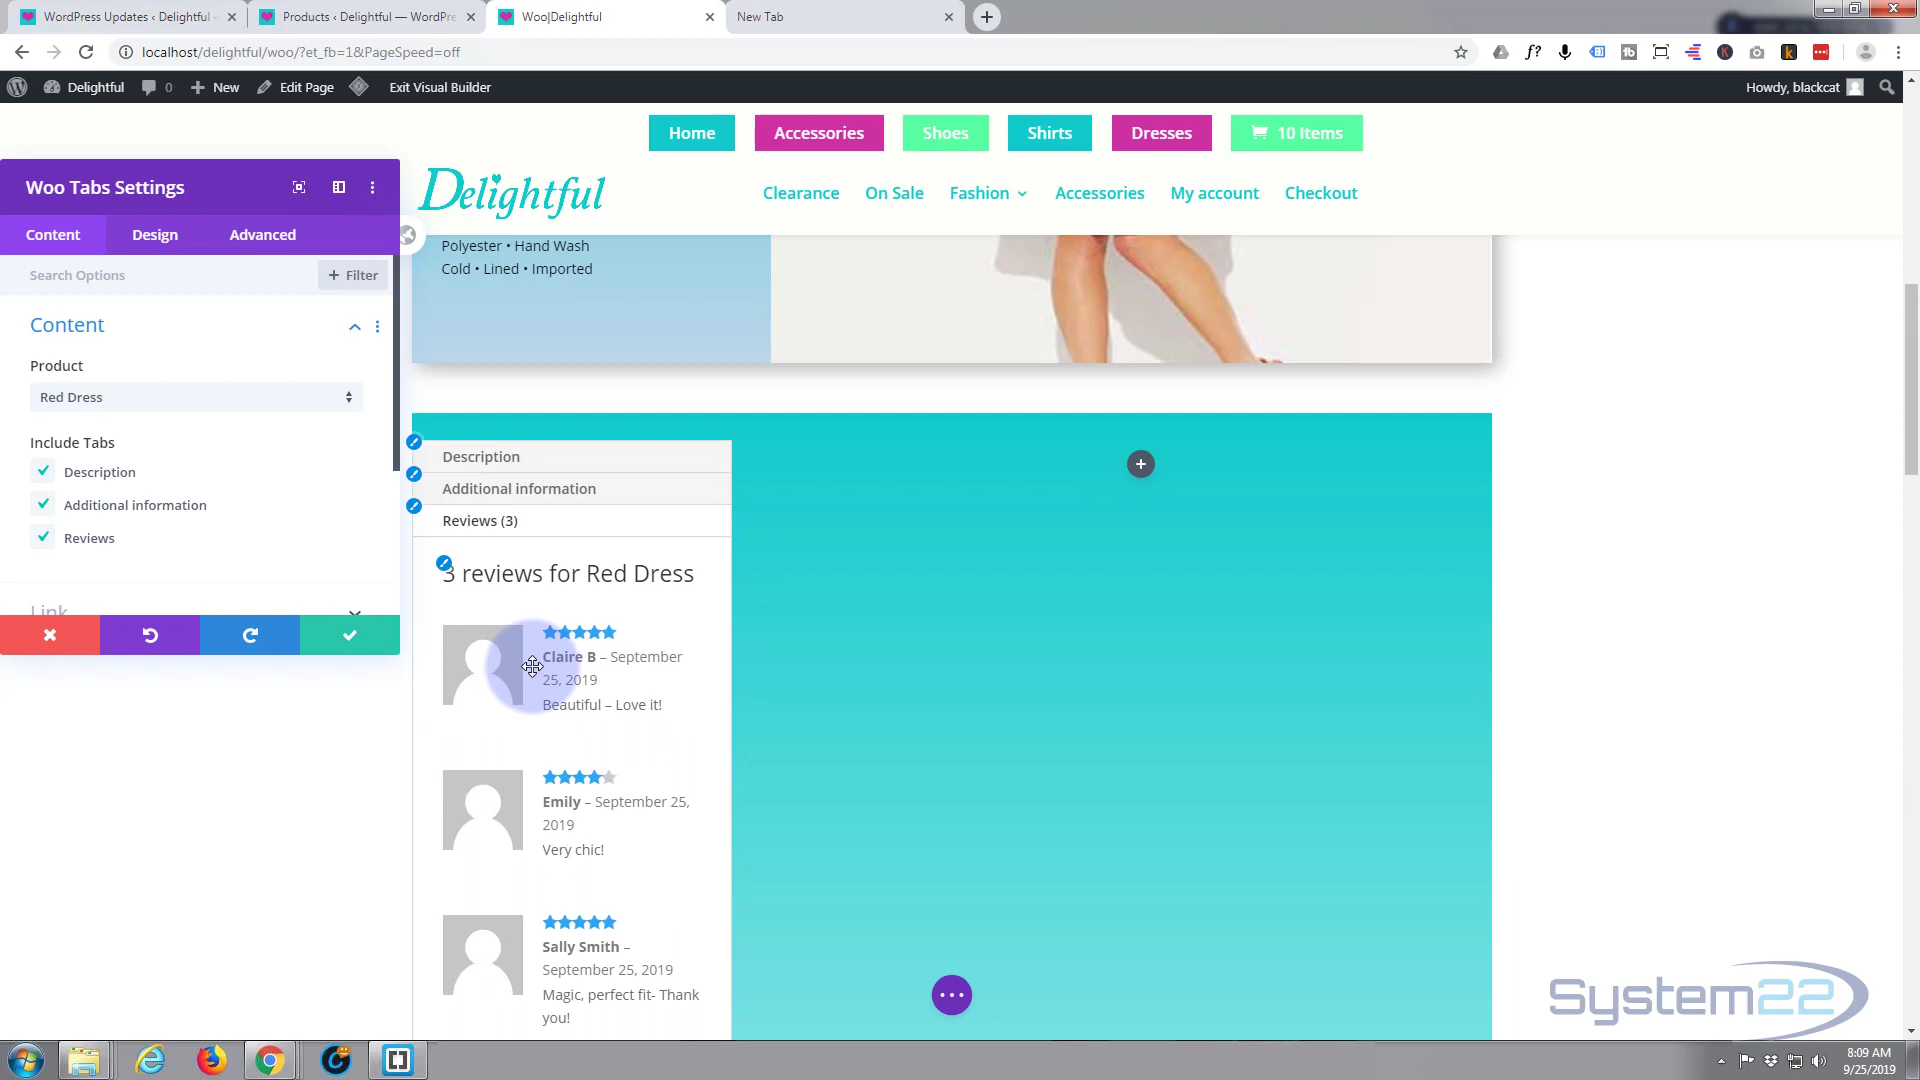 WordPress Updates ‹ Delightful –
Products ‹ Delightful — WordPre
Woo|Delightful
New Tab
localhost/delightful/woo/?et_fb=1&PageSpeed=off
Delightful
0
New
Edit Page
Exit Visual Builder
Howdy, blackcat
Home
Accessories
Shoes
Shirts
Dresses
10 Items
Delightful
Clearance
On Sale
Fashion
Accessories
My account
Checkout
Woo Tabs Settings
Content
Design
Advanced
Search Options
+ Filter
Content
Product
Red Dress
Include Tabs
Description
Additional information
Reviews
Link
Polyester • Hand Wash
Cold • Lined • Imported
Description
Additional information
Reviews (3)
3 reviews for Red Dress
Claire B – September
25, 2019
Beautiful – Love it!
Emily – September 25,
2019
Very chic!
Sally Smith –
September 25, 2019
Magic, perfect fit- Thank
you!
System22
8:09 AM
9/25/2019